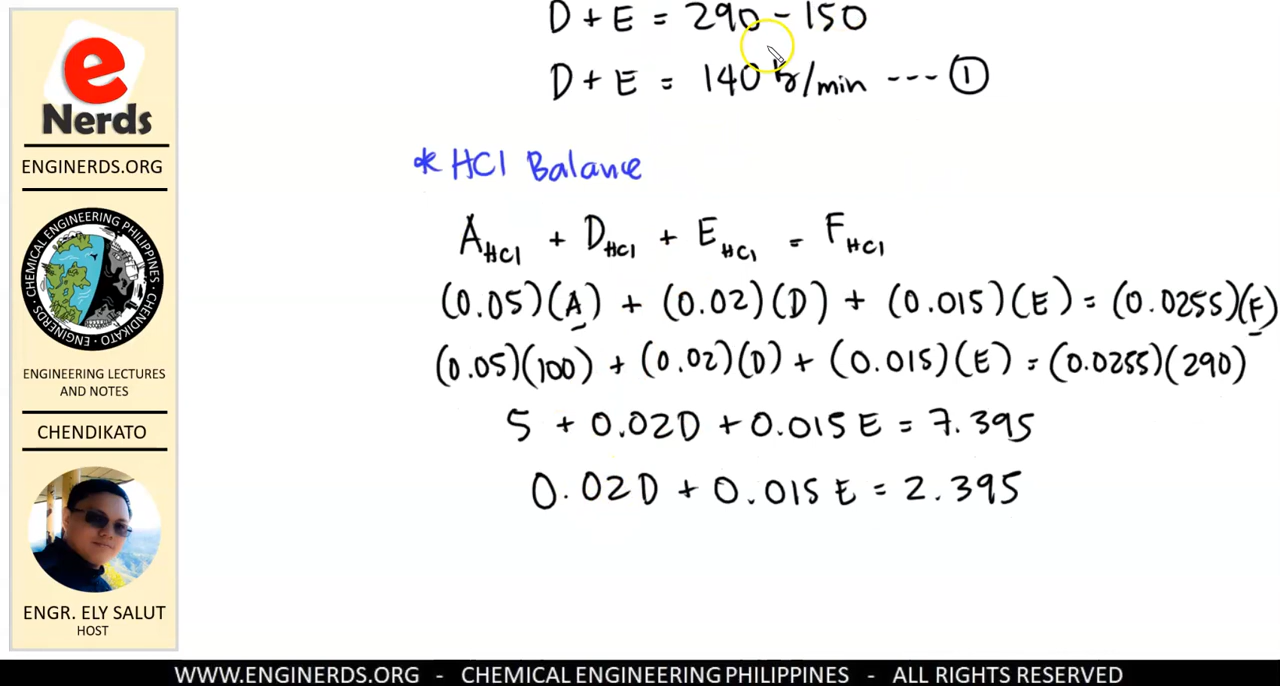 e
Nerds
ENGINERDS.ORG
CHEMICAL ENGINEERING PHILIPPINES
ENGINERDS • CHENDIKATO
ENGINEERING LECTURES
AND NOTES
CHENDIKATO
ENGR. ELY SALUT
HOST
D + E = 290 - 150
D + E = 140 g/min --- ①
* HCl Balance
A_HCl + D_HCl + E_HCl = F_HCl
(0.05)(A) + (0.02)(D) + (0.015)(E) = (0.0255)(F)
(0.05)(100) + (0.02)(D) + (0.015)(E) = (0.0255)(290)
5 + 0.02D + 0.015E = 7.395
0.02D + 0.015E = 2.395
WWW.ENGINERDS.ORG - CHEMICAL ENGINEERING PHILIPPINES - ALL RIGHTS RESERVED